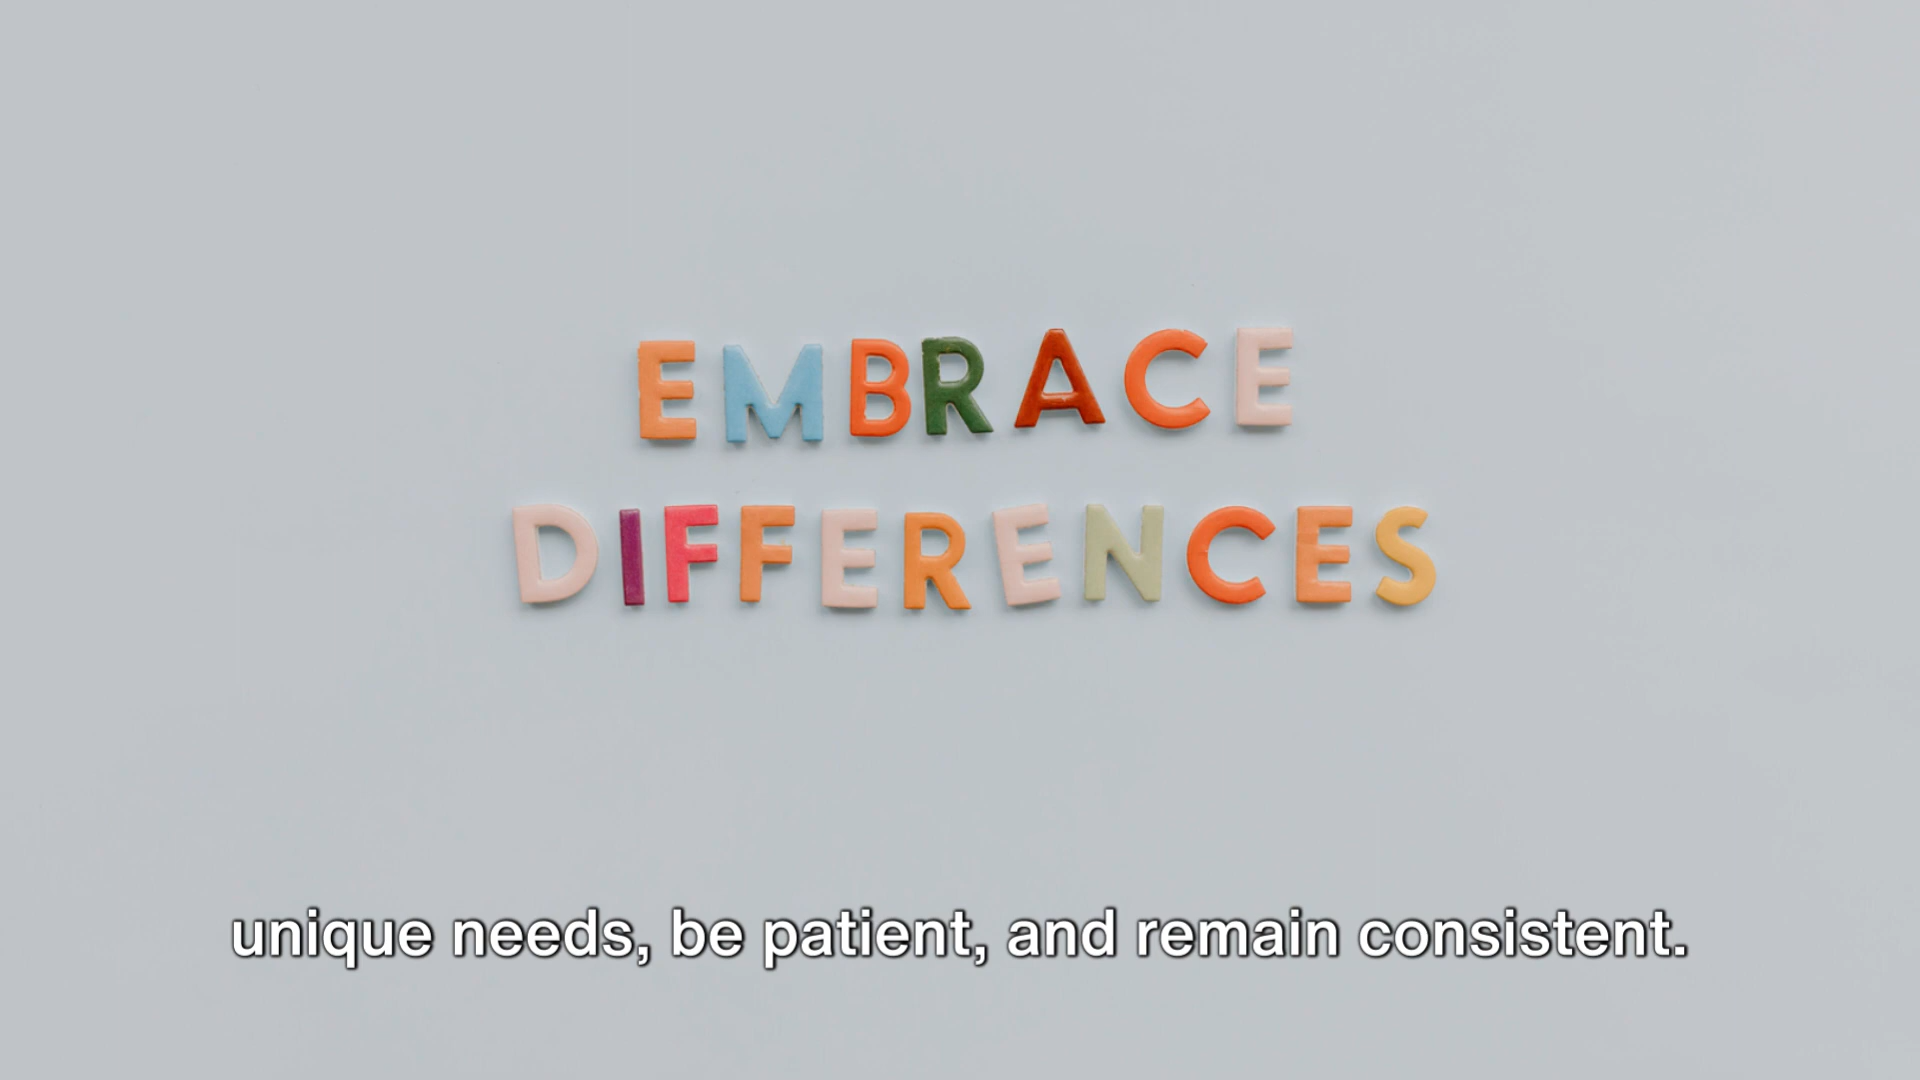 EMBRACE
DIFFERENCES
unique needs, be patient, and remain consistent.